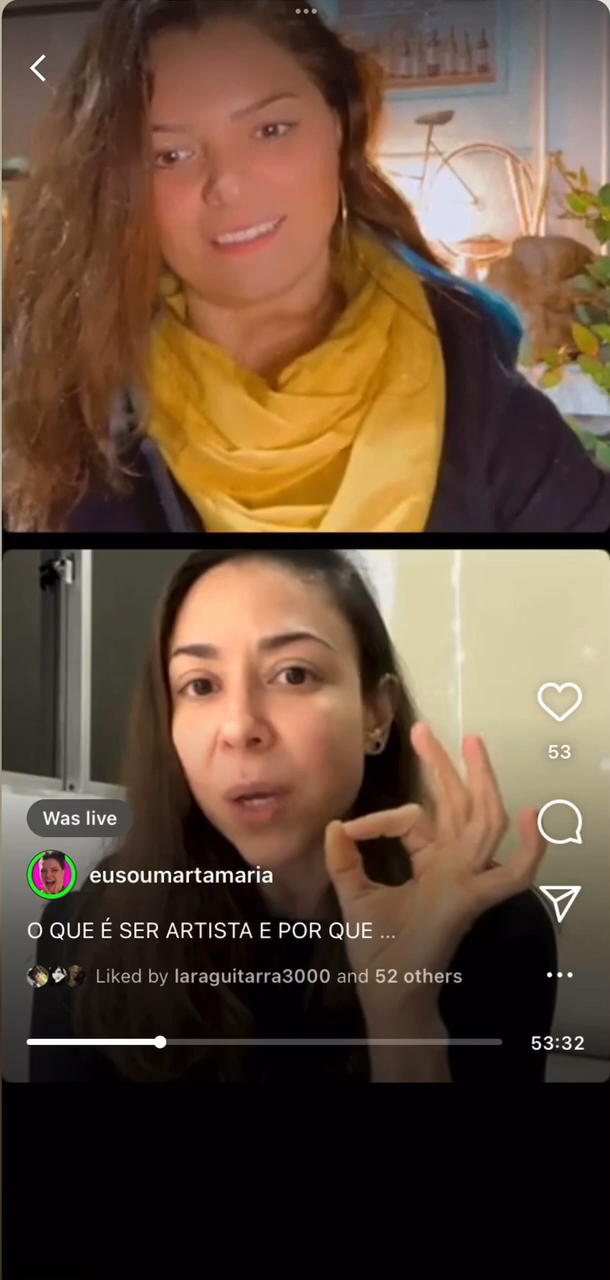 53
Was live
eusoumartamaria
O QUE É SER ARTISTA E POR QUE ...
Liked by laraguitarra3000 and 52 others
53:32